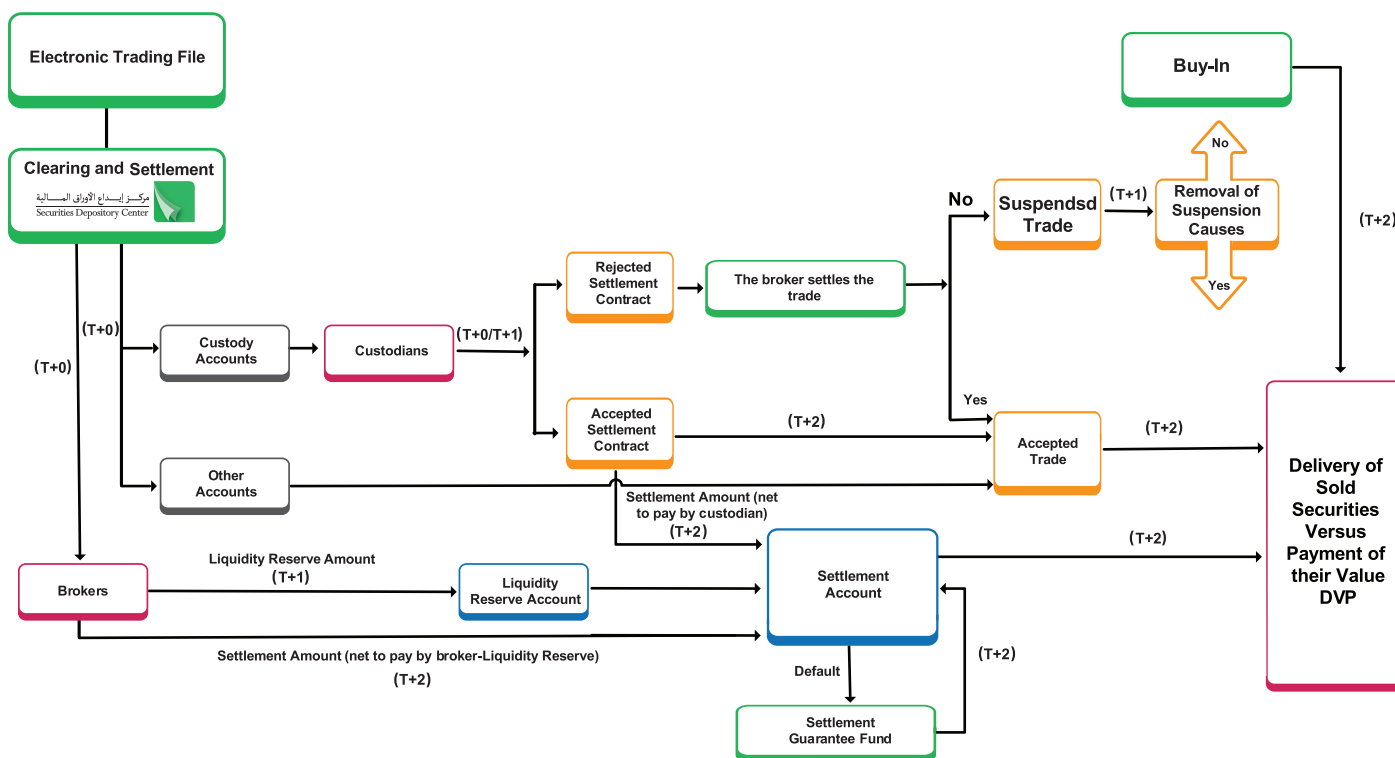 Electronic Trading File
Clearing and Settlement
مركز إيداع الأوراق المالية
Securities Depository Center
Buy-In
No
Removal of
Suspension
Causes
Yes
(T+1)
Suspendsd
Trade
No
(T+2)
Rejected
Settlement
Contract
The broker settles the
trade
(T+0)
(T+0)
Custody
Accounts
Custodians
(T+0/T+1)
Accepted
Settlement
Contract
(T+2)
Yes
Accepted
Trade
(T+2)
Other
Accounts
Settlement Amount (net
to pay by custodian)
(T+2)
Delivery of
Sold
Securities
Versus
Payment of
their Value
DVP
Brokers
Liquidity Reserve Amount
(T+1)
Liquidity
Reserve Account
Settlement
Account
(T+2)
Settlement Amount (net to pay by broker-Liquidity Reserve)
(T+2)
Default
(T+2)
Settlement
Guarantee Fund